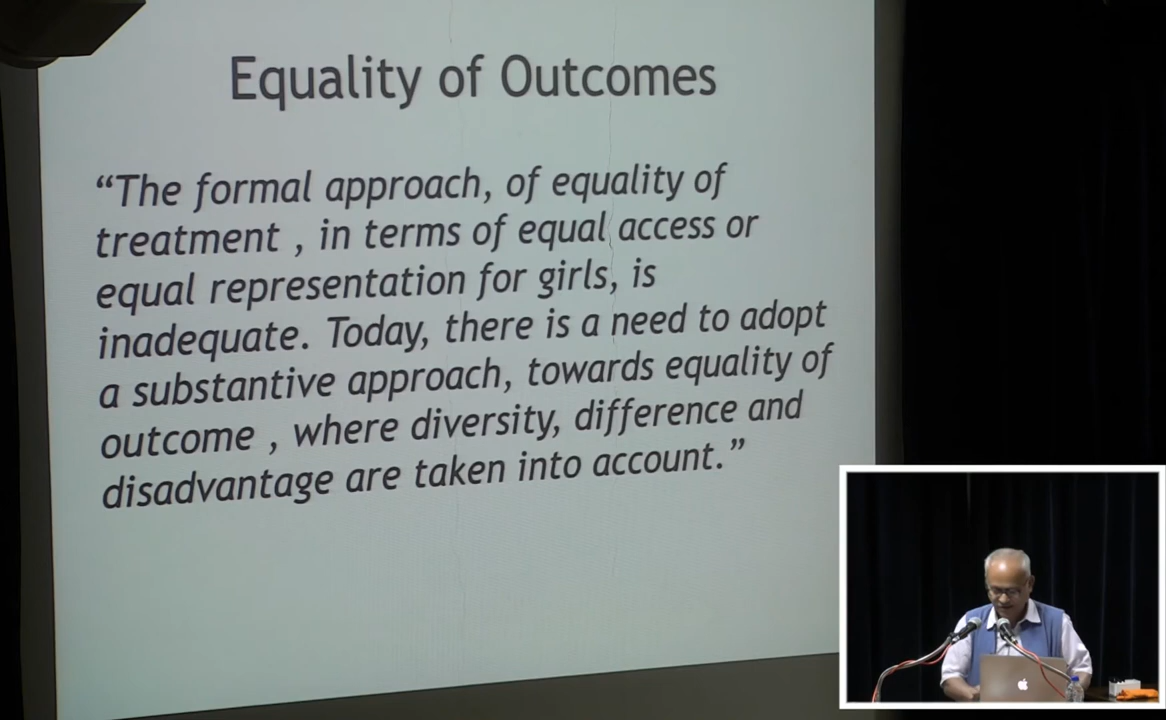 Equality of Outcomes
“The formal approach, of equality of
treatment , in terms of equal access or
equal representation for girls, is
inadequate. Today, there is a need to adopt
a substantive approach, towards equality of
outcome , where diversity, difference and
disadvantage are taken into account.”